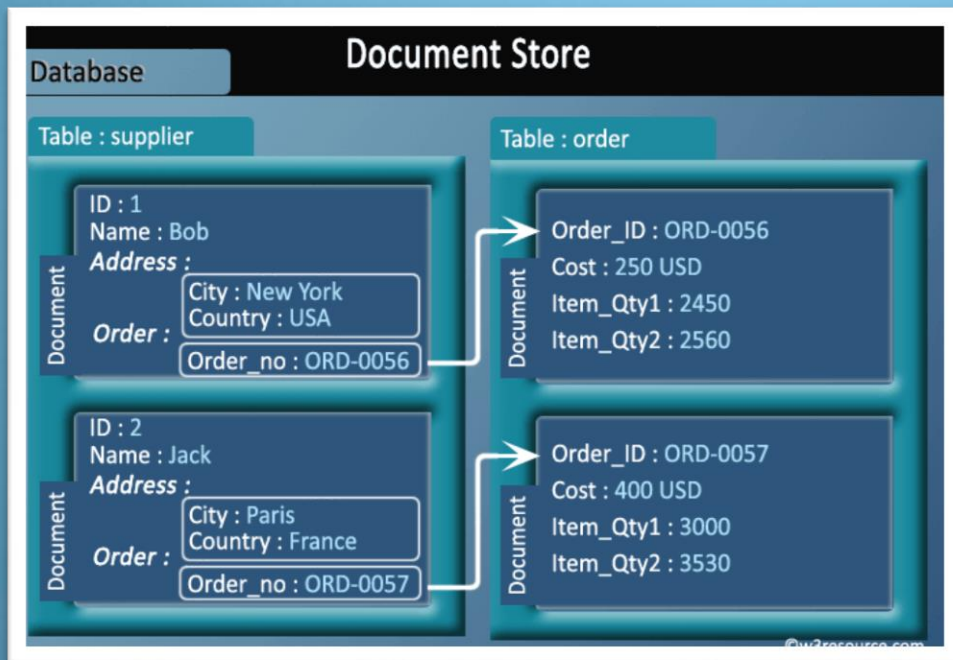 Document Store
Database
Table : supplier
Document
ID : 1
Name : Bob
Address :
City : New York
Country : USA
Order :
Order_no : ORD-0056
Document
ID : 2
Name : Jack
Address :
City : Paris
Country : France
Order :
Order_no : ORD-0057
Table : order
Document
Order_ID : ORD-0056
Cost : 250 USD
Item_Qty1 : 2450
Item_Qty2 : 2560
Document
Order_ID : ORD-0057
Cost : 400 USD
Item_Qty1 : 3000
Item_Qty2 : 3530
©w3resource.com